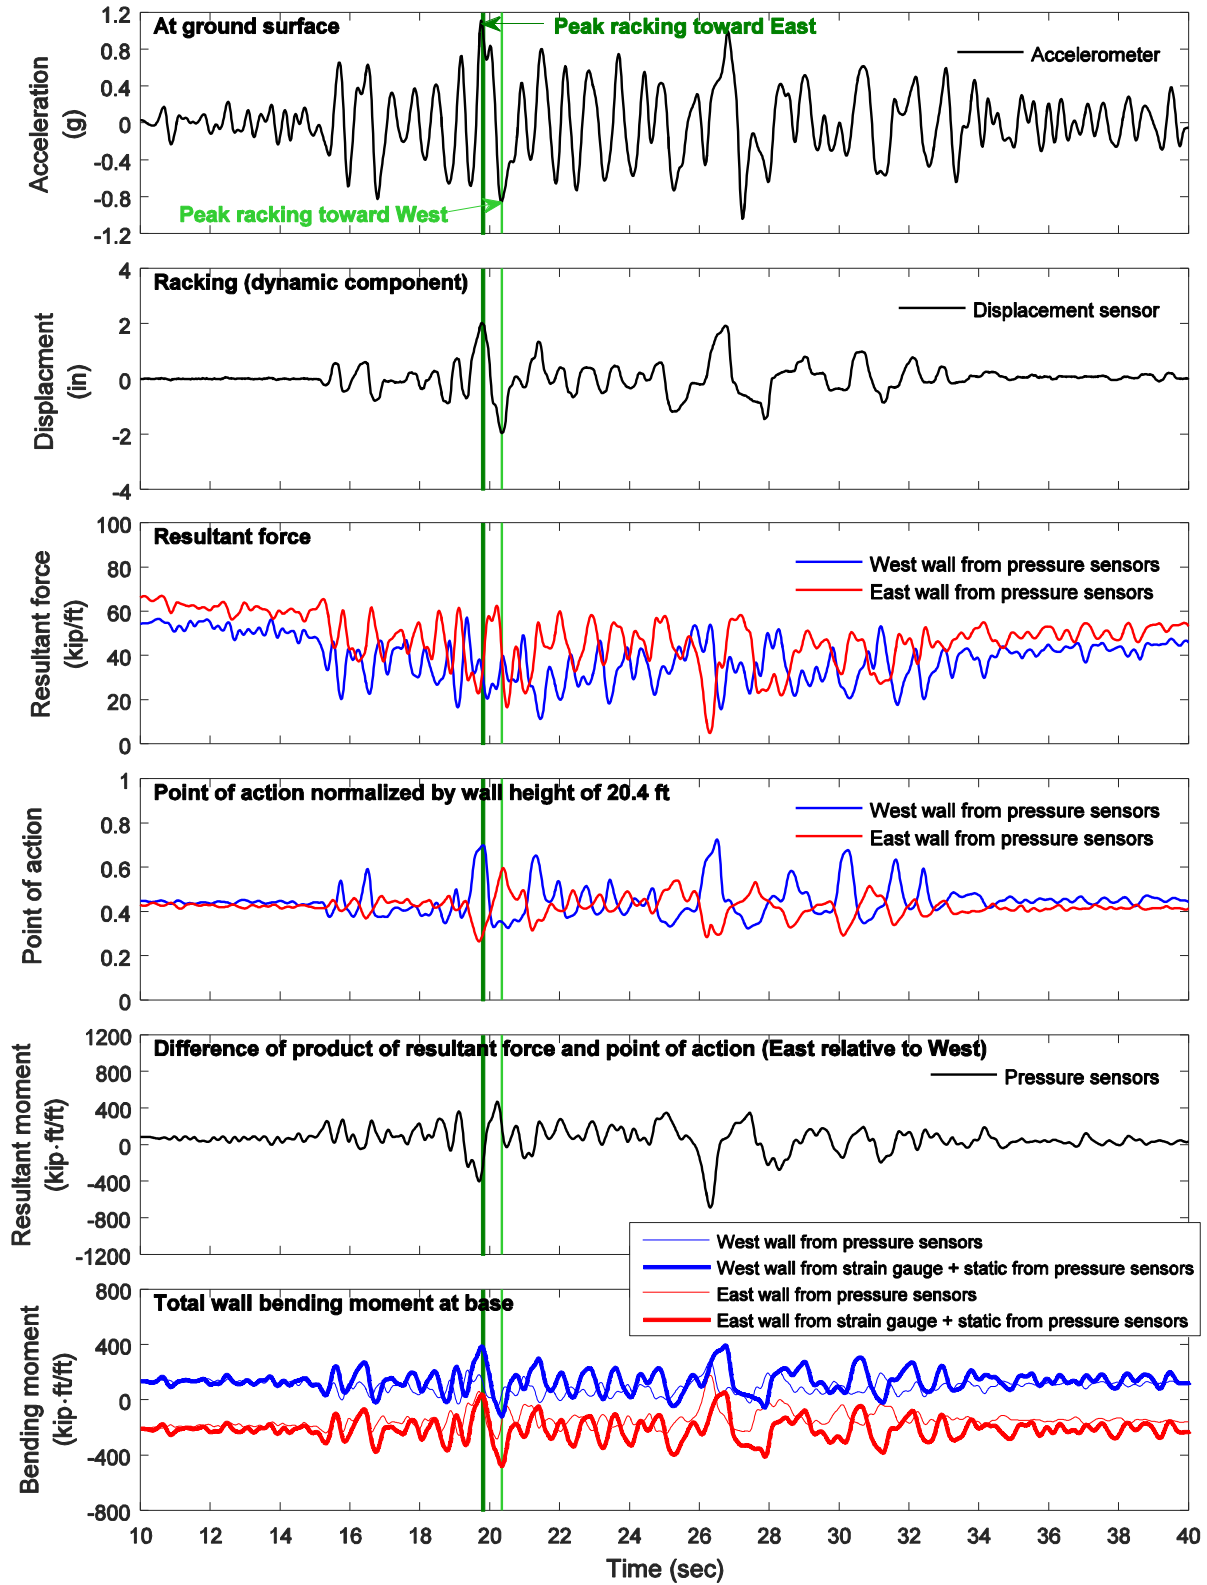 1.2
0.8
0.4
0
-0.4
-0.8
-1.2
Acceleration
(g)
At ground surface
Peak racking toward East
Accelerometer
Peak racking toward West
4
2
0
-2
-4
Displacment
(in)
Racking (dynamic component)
Displacement sensor
100
80
60
40
20
0
Resultant force
(kip/ft)
Resultant force
West wall from pressure sensors
East wall from pressure sensors
1
0.8
0.6
0.4
0.2
0
Point of action
Point of action normalized by wall height of 20.4 ft
West wall from pressure sensors
East wall from pressure sensors
1200
800
400
0
-400
-800
-1200
Resultant moment
(kip·ft/ft)
Difference of product of resultant force and point of action (East relative to West)
Pressure sensors
800
400
0
-400
-800
Bending moment
(kip·ft/ft)
Total wall bending moment at base
West wall from pressure sensors
West wall from strain gauge + static from pressure sensors
East wall from pressure sensors
East wall from strain gauge + static from pressure sensors
10 12 14 16 18 20 22 24 26 28 30 32 34 36 38 40
Time (sec)